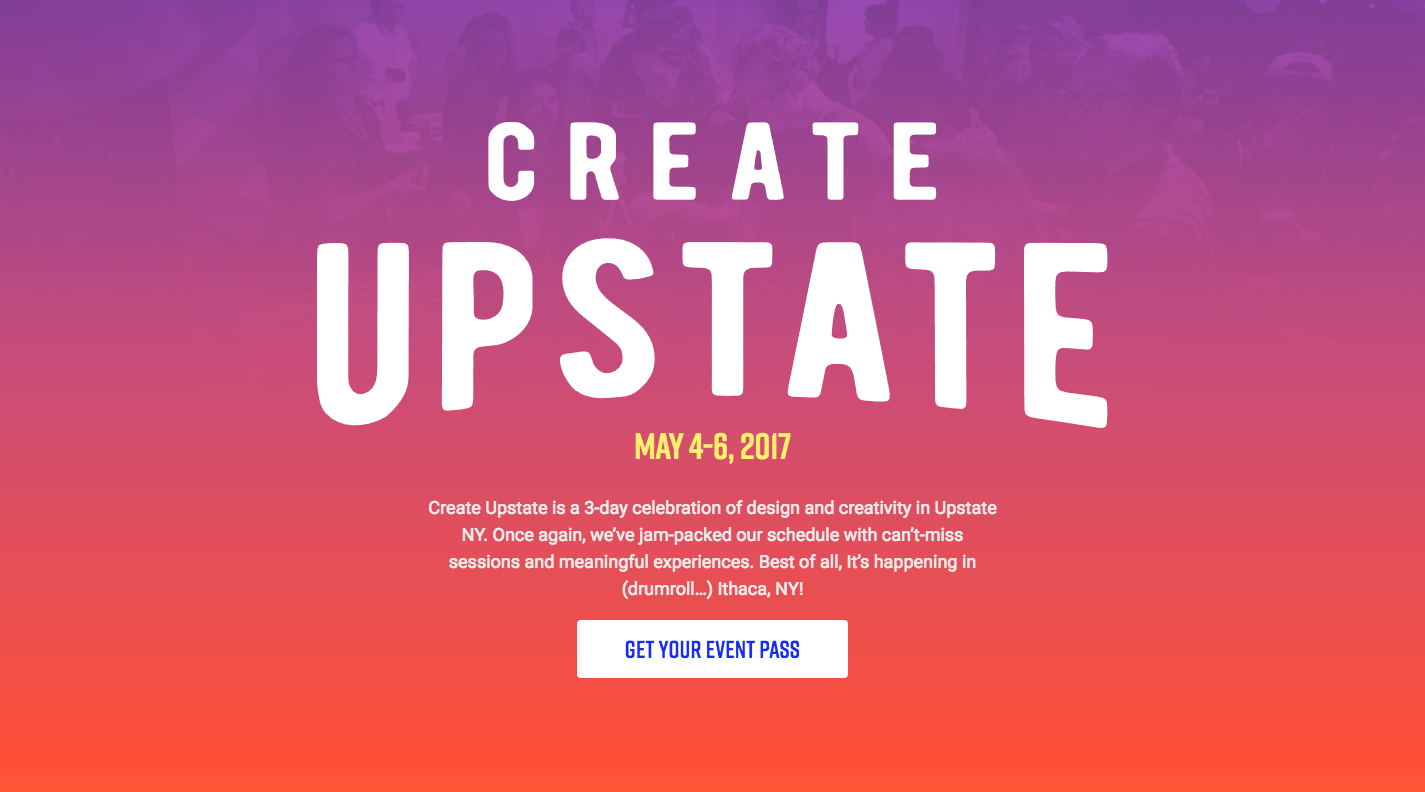 CREATE
UPSTATE
MAY 4-6, 2017
Create Upstate is a 3-day celebration of design and creativity in Upstate
NY. Once again, we’ve jam-packed our schedule with can’t-miss
sessions and meaningful experiences. Best of all, It’s happening in
(drumroll...) Ithaca, NY!
GET YOUR EVENT PASS